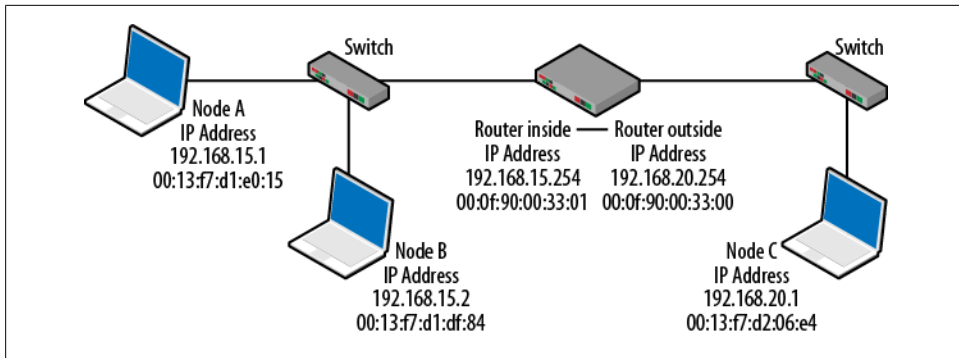 Switch
Switch
Node A
IP Address
192.168.15.1
00:13:f7:d1:e0:15
Router inside
IP Address
192.168.15.254
00:0f:90:00:33:01
Router outside
IP Address
192.168.20.254
00:0f:90:00:33:00
Node B
IP Address
192.168.15.2
00:13:f7:d1:df:84
Node C
IP Address
192.168.20.1
00:13:f7:d2:06:e4